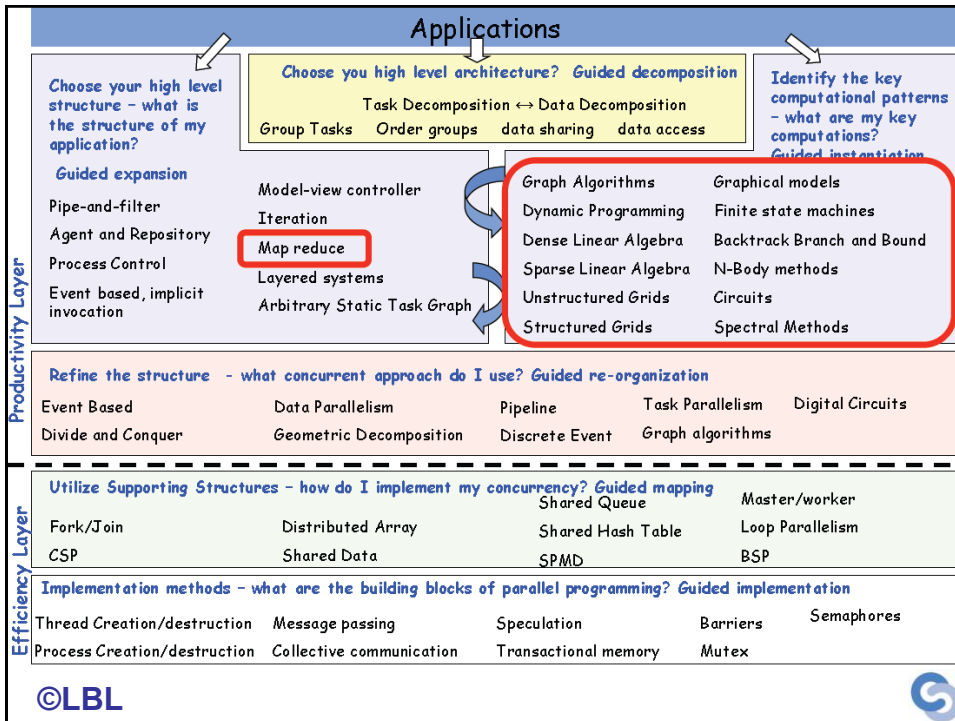 Applications
Choose your high level
structure – what is
the structure of my
application?
Guided expansion
Pipe-and-filter
Agent and Repository
Process Control
Event based, implicit
invocation
Model-view controller
Iteration
Map reduce
Layered systems
Arbitrary Static Task Graph
Choose you high level architecture? Guided decomposition
Task Decomposition ↔ Data Decomposition
Group Tasks Order groups data sharing data access
Identify the key
computational patterns
– what are my key
computations?
Guided instantiation
Graph Algorithms
Dynamic Programming
Dense Linear Algebra
Sparse Linear Algebra
Unstructured Grids
Structured Grids
Graphical models
Finite state machines
Backtrack Branch and Bound
N-Body methods
Circuits
Spectral Methods
Productivity Layer
Refine the structure - what concurrent approach do I use? Guided re-organization
Event Based
Divide and Conquer
Data Parallelism
Geometric Decomposition
Pipeline
Discrete Event
Task Parallelism
Graph algorithms
Digital Circuits
Efficiency Layer
Utilize Supporting Structures – how do I implement my concurrency? Guided mapping
Fork/Join
CSP
Distributed Array
Shared Data
Shared Queue
Shared Hash Table
SPMD
Master/worker
Loop Parallelism
BSP
Implementation methods – what are the building blocks of parallel programming? Guided implementation
Thread Creation/destruction
Process Creation/destruction
Message passing
Collective communication
Speculation
Transactional memory
Barriers
Mutex
Semaphores
©LBL